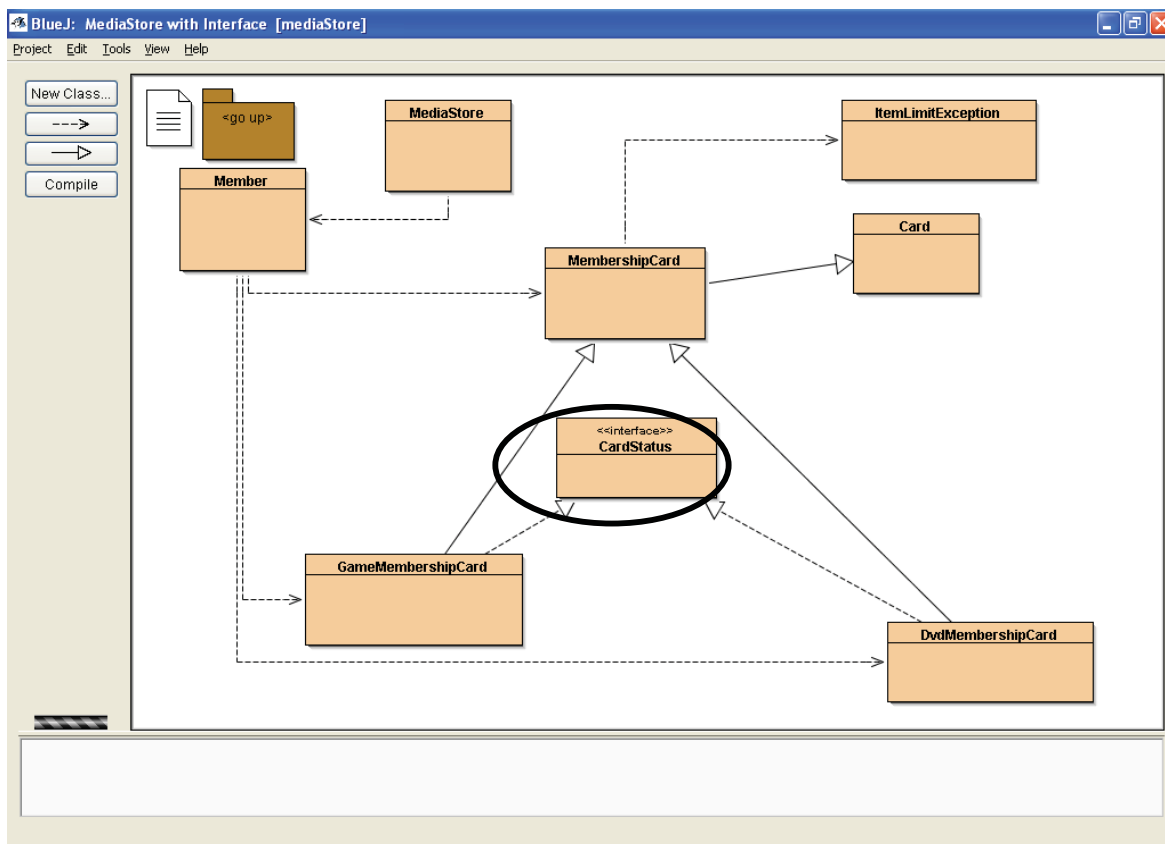 BlueJ: MediaStore with Interface [mediaStore]
Project Edit Tools View Help
New Class...
Compile
<go up>
MediaStore
ItemLimitException
Member
Card
MembershipCard
<<interface>>
CardStatus
GameMembershipCard
DvdMembershipCard